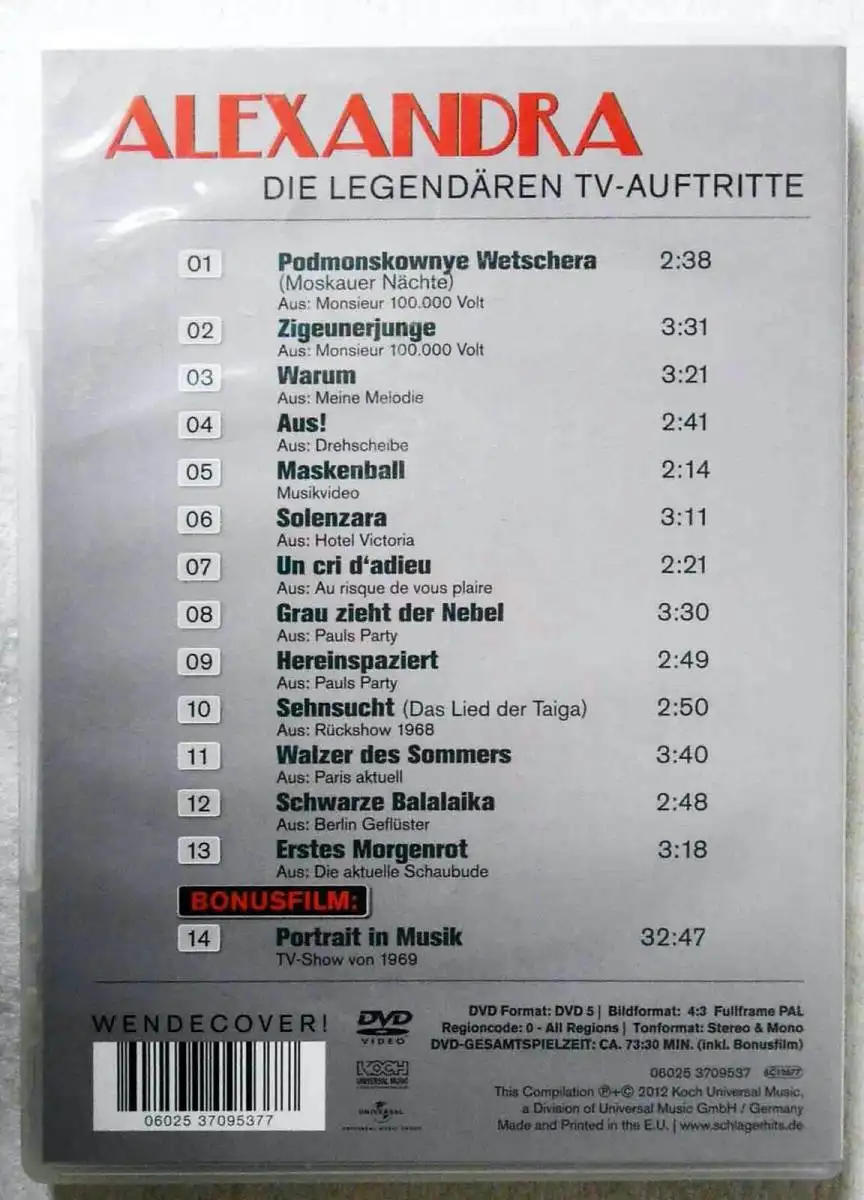 ALEXANDRA
DIE LEGENDÄREN TV-AUFTRITTE
01 Podmonskownye Wetschera 2:38
(Moskauer Nächte)
Aus: Monsieur 100.000 Volt
02 Zigeunerjunge 3:31
Aus: Monsieur 100.000 Volt
03 Warum 3:21
Aus: Meine Melodie
04 Aus! 2:41
Aus: Drehscheibe
05 Maskenball 2:14
Musikvideo
06 Solenzara 3:11
Aus: Hotel Victoria
07 Un cri d'adieu 2:21
Aus: Au risque de vous plaire
08 Grau zieht der Nebel 3:30
Aus: Pauls Party
09 Hereinspaziert 2:49
Aus: Pauls Party
10 Sehnsucht (Das Lied der Taiga) 2:50
Aus: Rückshow 1968
11 Walzer des Sommers 3:40
Aus: Paris aktuell
12 Schwarze Balalaika 2:48
Aus: Berlin Geflüster
13 Erstes Morgenrot 3:18
Aus: Die aktuelle Schaubude
BONUSFILM:
14 Portrait in Musik 32:47
TV-Show von 1969
WENDECOVER!
06025 37095377
DVD
VIDEO
KOCH
UNIVERSAL MUSIC
UNIVERSAL
DVD Format: DVD 5 | Bildformat: 4:3 Fullframe PAL
Regioncode: 0 - All Regions | Tonformat: Stereo & Mono
DVD-GESAMTSPIELZEIT: CA. 73:30 MIN. (inkl. Bonusfilm)
06025 3709537
This Compilation ℗+© 2012 Koch Universal Music,
a Division of Universal Music GmbH / Germany
Made and Printed in the E.U. | www.schlagerhits.de